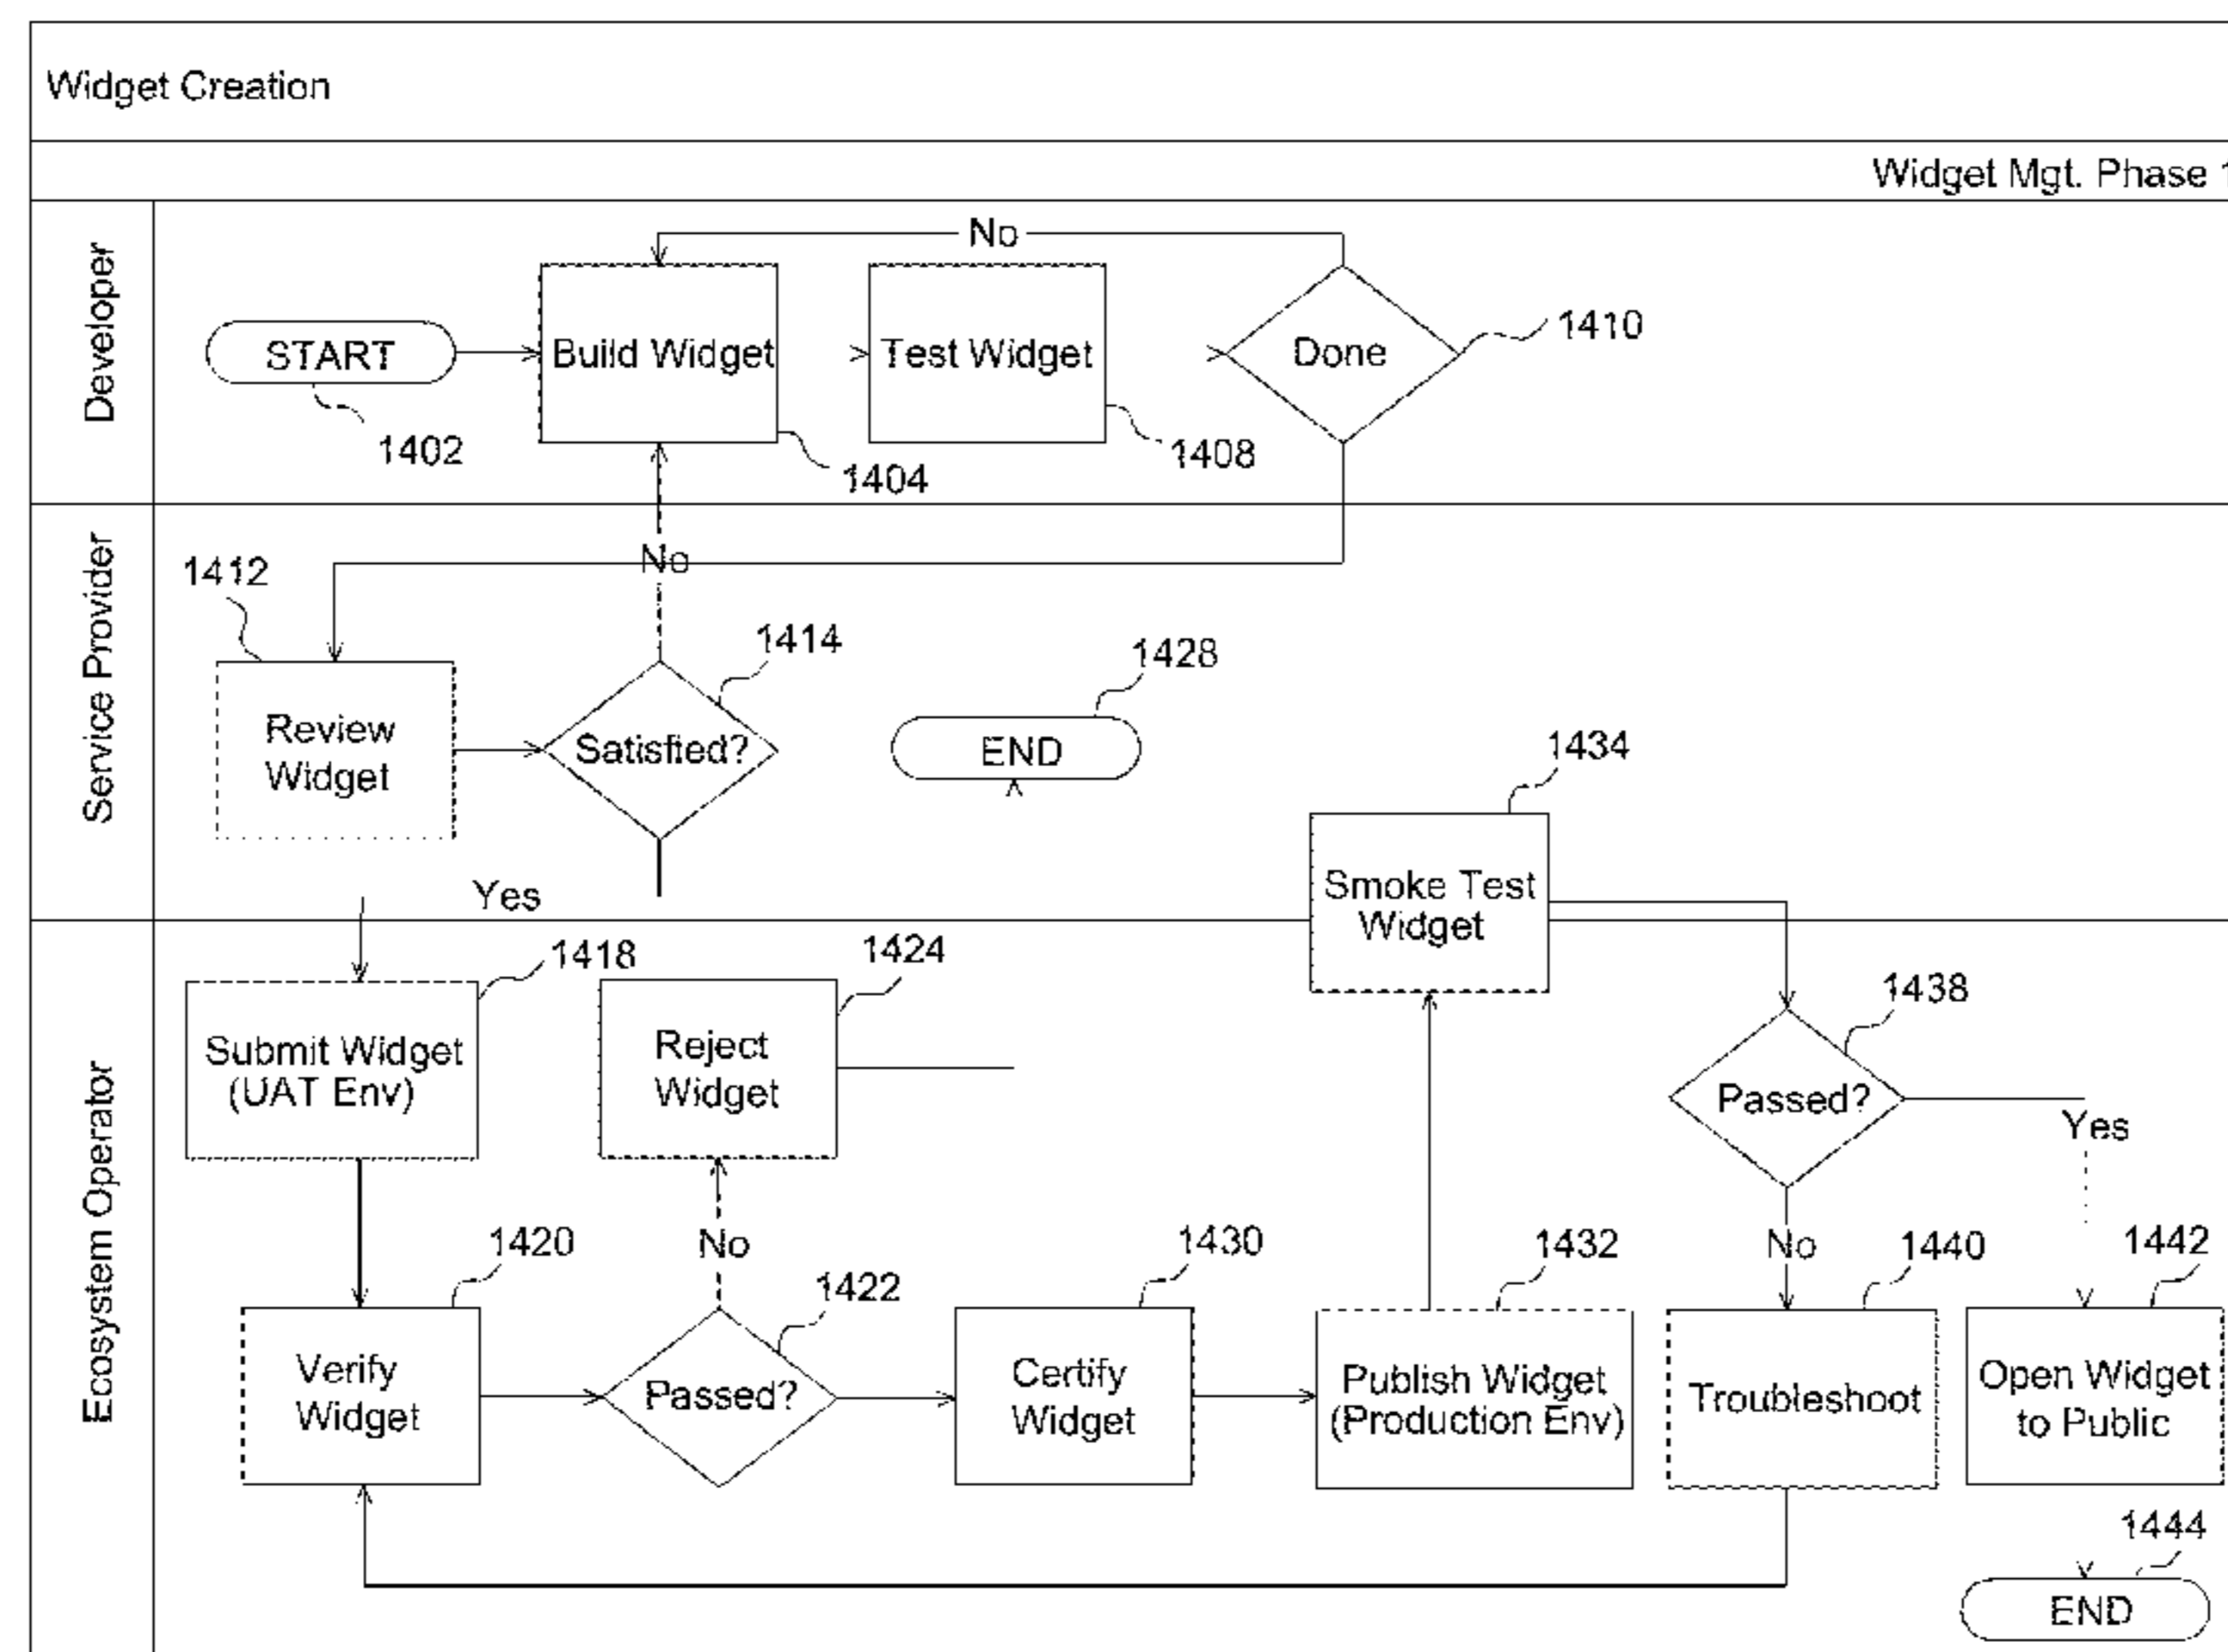 Widget Creation
Widget Mgt. Phase 1
Developer
No
START
Build Widget
Test Widget
Done
1410
1402
1404
1408
Service Provider
No
1412
1414
1428
Review
Widget
Satisfied?
END
1434
Smoke Test
Widget
Yes
Ecosystem Operator
1418
1424
1438
Submit Widget
(UAT Env)
Reject
Widget
Passed?
Yes
No
No
1420
1422
1430
1432
1440
1442
Verify
Widget
Passed?
Certify
Widget
Publish Widget
(Production Env)
Troubleshoot
Open Widget
to Public
1444
END